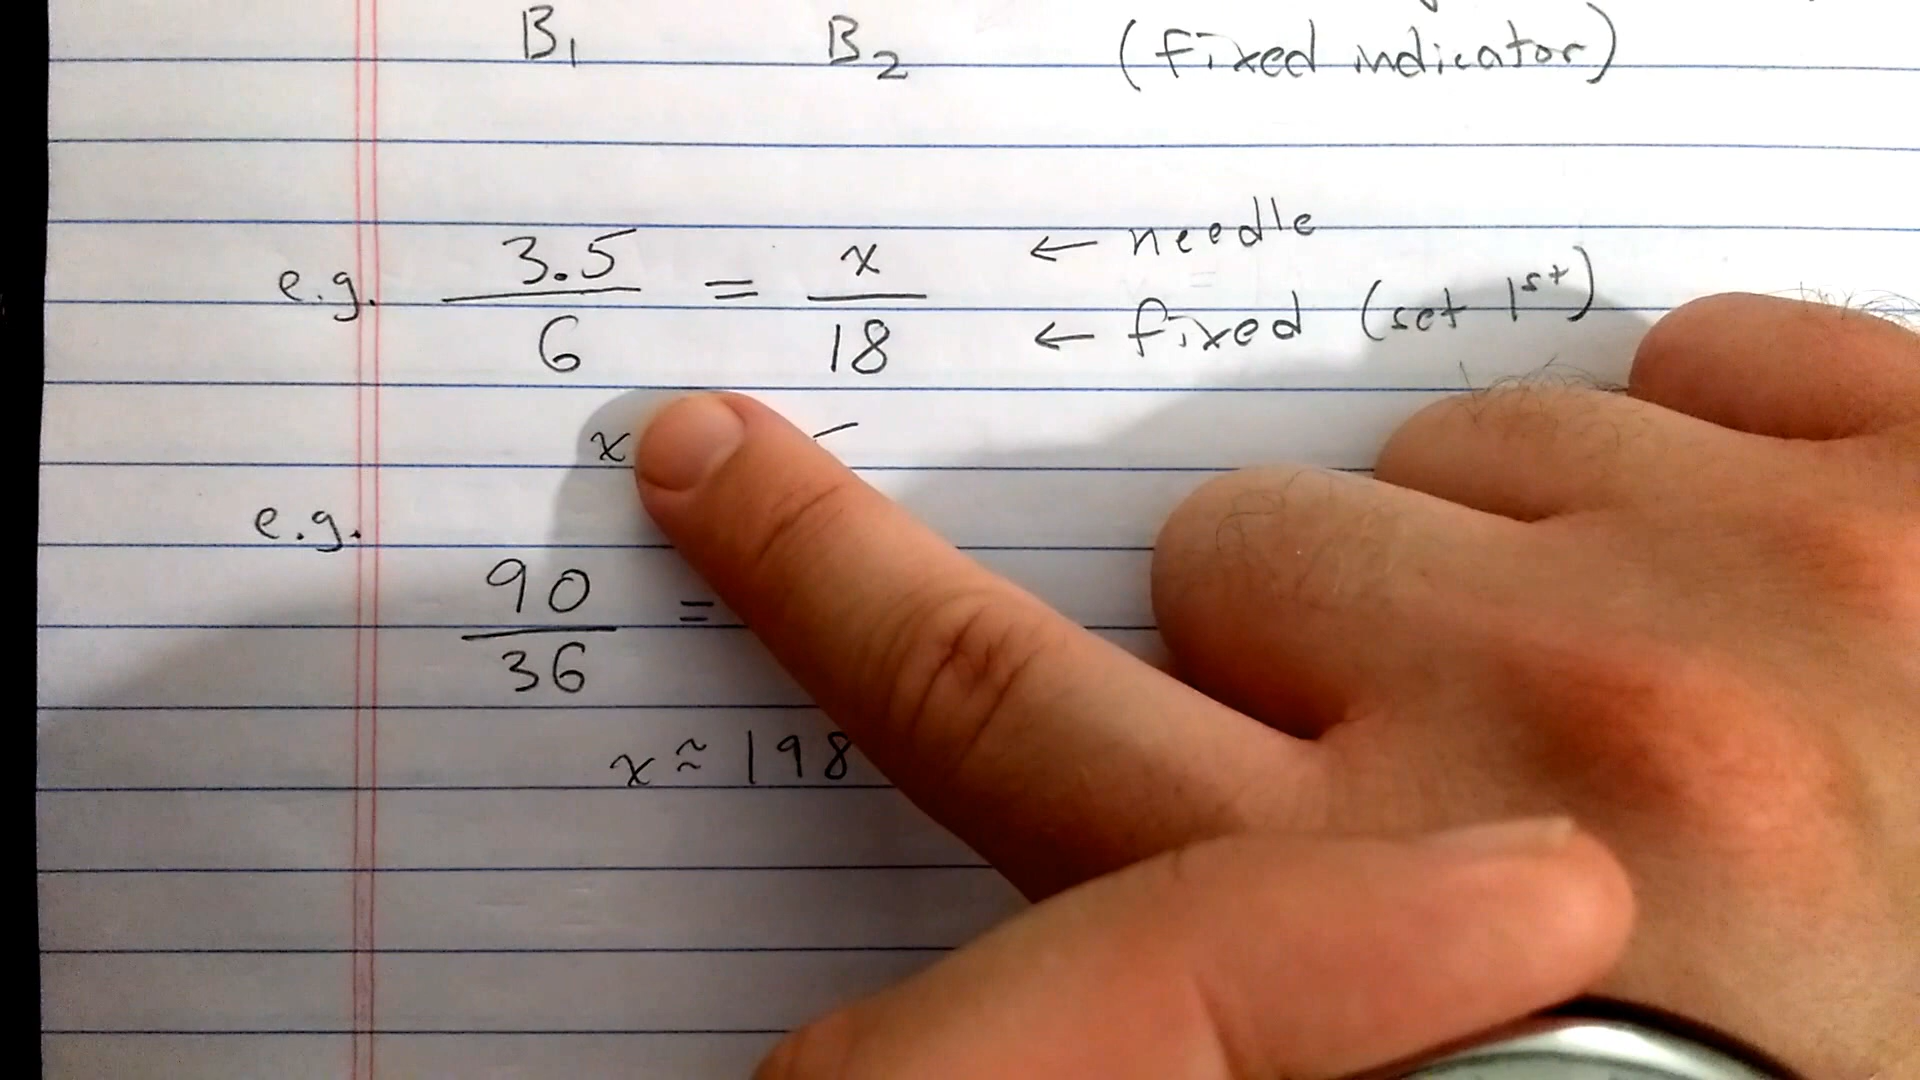 B₁ B₂ (fixed indicator)
e.g. 3.5/6 = x/18 ← needle
← fixed (set 1st)
x
e.g.
90/36 =
x ≈ 198